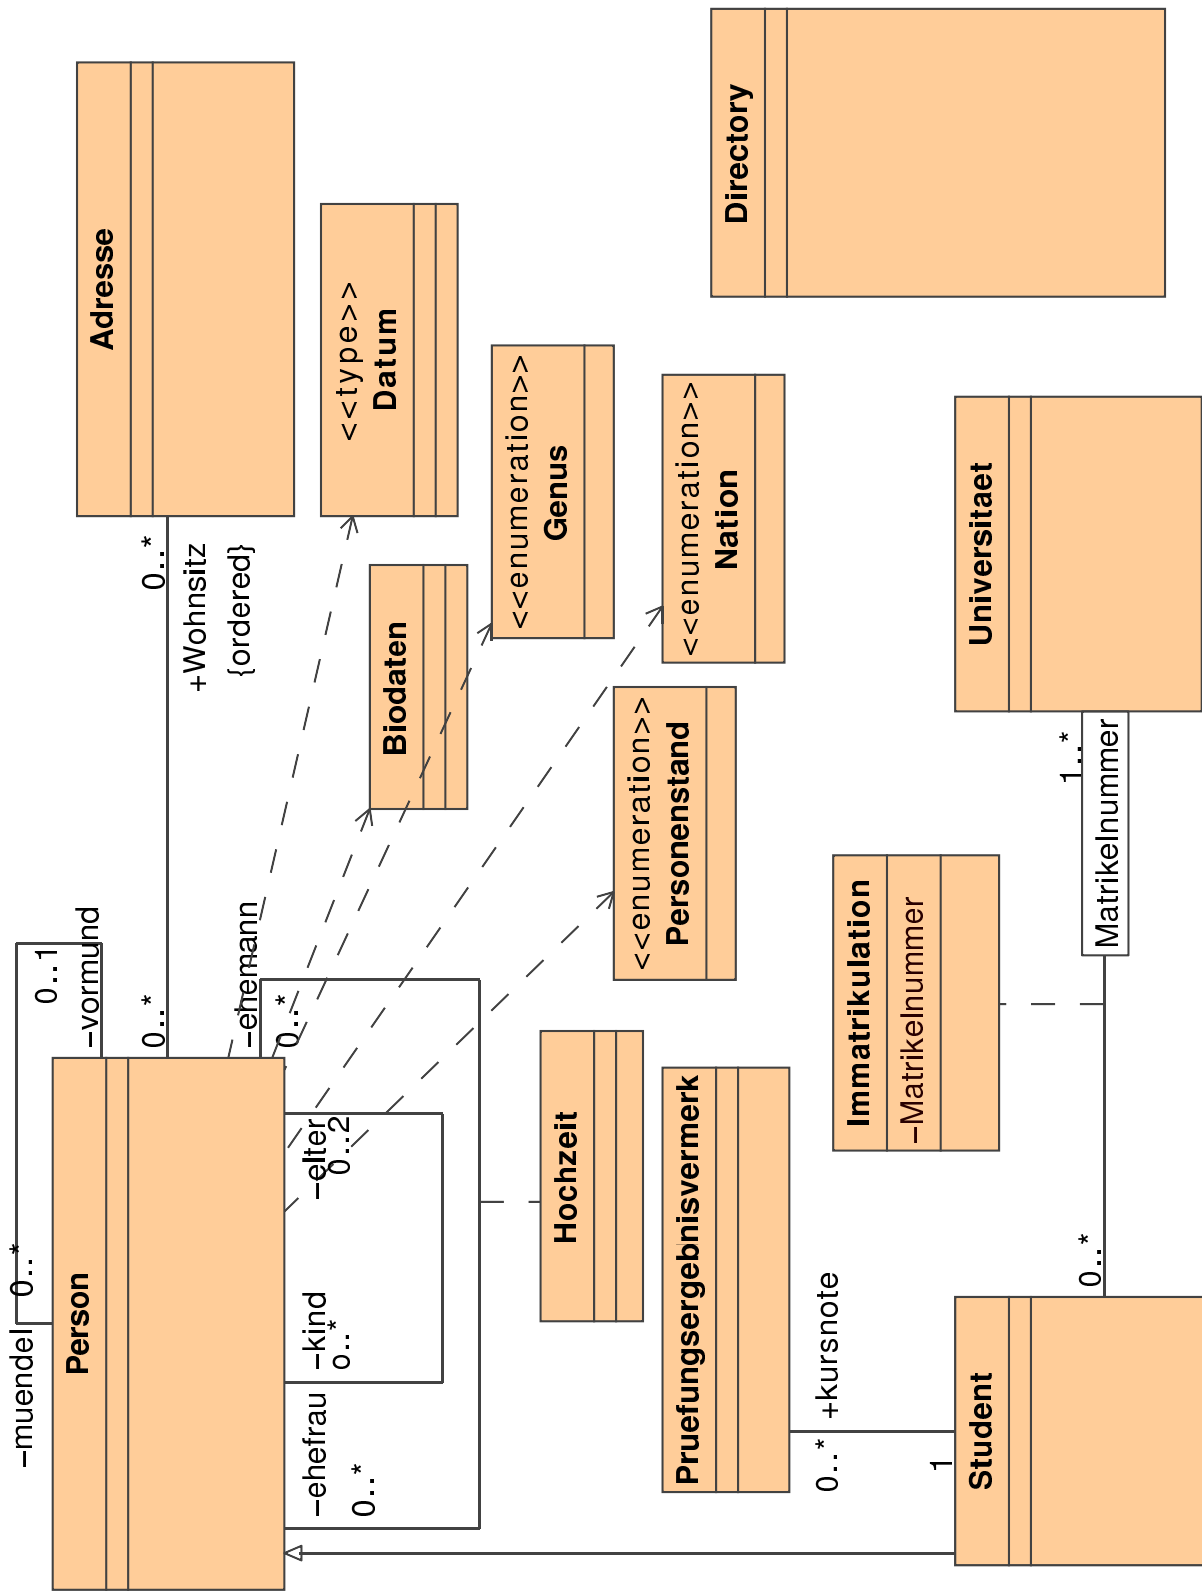 −muendel
0..*
0..1
−vormund
Person
0..*
0..*
+Wohnsitz
{ordered}
Adresse
−ehemann
0..*
−elter
0..2
−kind
0..*
−ehefrau
0..*
<<type>>
Datum
Biodaten
<<enumeration>>
Genus
<<enumeration>>
Nation
<<enumeration>>
Personenstand
Hochzeit
Pruefungsergebnisvermerk
0..*
+kursnote
1
Student
0..*
Immatrikulation
−Matrikelnummer
Matrikelnummer
1..*
Universitaet
Directory